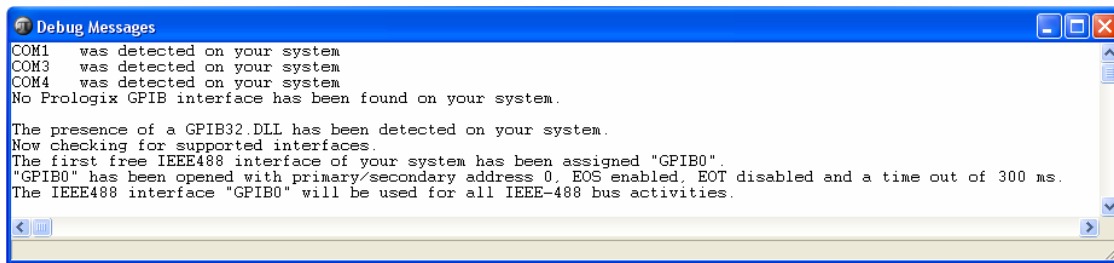 Debug Messages
COM1   was detected on your system
COM3   was detected on your system
COM4   was detected on your system
No Prologix GPIB interface has been found on your system.
The presence of a GPIB32.DLL has been detected on your system.
Now checking for supported interfaces.
The first free IEEE488 interface of your system has been assigned "GPIB0".
"GPIB0" has been opened with primary/secondary address 0, EOS enabled, EOT disabled and a time out of 300 ms.
The IEEE488 interface "GPIB0" will be used for all IEEE-488 bus activities.